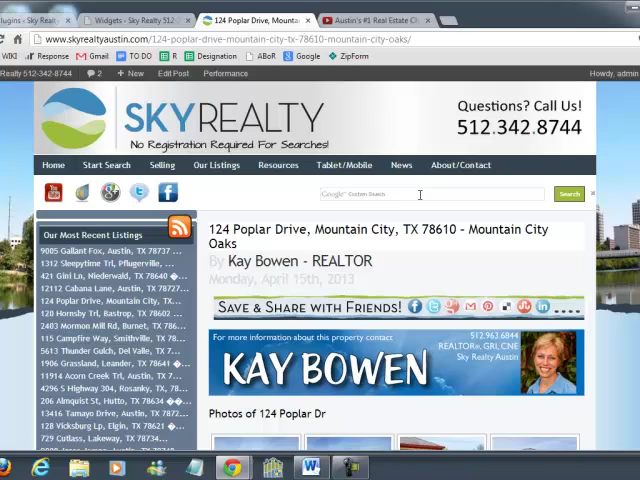 lugins ‹ Sky Realty
Widgets ‹ Sky Realty 512-
124 Poplar Drive, Mounta
Austin's #1 Real Estate C
www.skyrealtyaustin.com/124-poplar-drive-mountain-city-tx-78610-mountain-city-oaks/
WIKI Response Gmail TO DO R Designation ABoR Google ZipForm
Realty 512-342-8744 2 + New Edit Post Performance Howdy, admin
SKYREALTY
No Registration Required For Searches!
Questions? Call Us!
512.342.8744
Home Start Search Selling Our Listings Resources Tablet/Mobile News About/Contact
You Tube
Google™ Custom Search
Search
×
Our Most Recent Listings
9005 Gallant Fox, Austin, TX 78737 ...
1312 Sleepytime Trl, Pflugerville, ...
421 Gini Ln, Niederwald, TX 78640 �...
12112 Cabana Lane, Austin, TX 78727...
124 Poplar Drive, Mountain City, TX...
120 Hornsby Trl, Bastrop, TX 78602 ...
2403 Mormon Mill Rd, Burnet, TX 786...
115 Campfire Way, Smithville, TX 78...
5613 Thunder Gulch, Del Valle, TX 7...
1906 Grassland, Leander, TX 78641 �...
11914 Acorn Creek Trl, Austin, TX 7...
4296 S Highway 304, Rosanky, TX, 78...
206 Almquist St, Hutto, TX 78634 ��...
13416 Tamayo Drive, Austin, TX 7872...
128 Vicksburg Lp, Elgin, TX 78621 �...
729 Cutlass, Lakeway, TX 78734...
124 Poplar Drive, Mountain City, TX 78610 – Mountain City
Oaks
By Kay Bowen - REALTOR
Monday, April 15th, 2013
SAVE & SHARE WITH FRIENDS!
For more information about this property contact
KAY BOWEN
512.963.6844
REALTOR®, GRI, CNE
Sky Realty Austin
Photos of 124 Poplar Dr